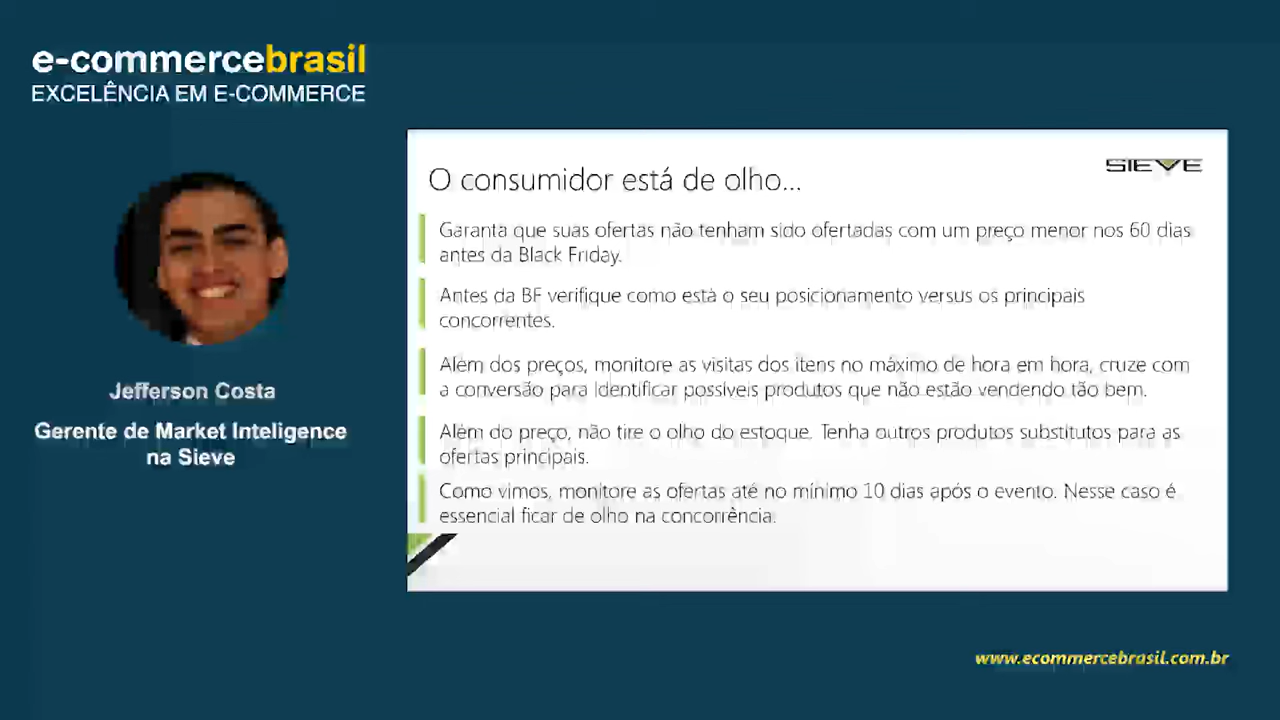 e-commercebrasil
EXCELÊNCIA EM E-COMMERCE
SIEVE
O consumidor está de olho...
Garanta que suas ofertas não tenham sido ofertadas com um preço menor nos 60 dias
antes da Black Friday.
Antes da BF verifique como está o seu posicionamento versus os principais
concorrentes.
Além dos preços, monitore as visitas dos itens no máximo de hora em hora, cruze com
a conversão para identificar possíveis produtos que não estão vendendo tão bem.
Além do preço, não tire o olho do estoque. Tenha outros produtos substitutos para as
ofertas principais.
Como vimos, monitore as ofertas até no mínimo 10 dias após o evento. Nesse caso é
essencial ficar de olho na concorrência.
Jefferson Costa
Gerente de Market Inteligence
na Sieve
www.ecommercebrasil.com.br